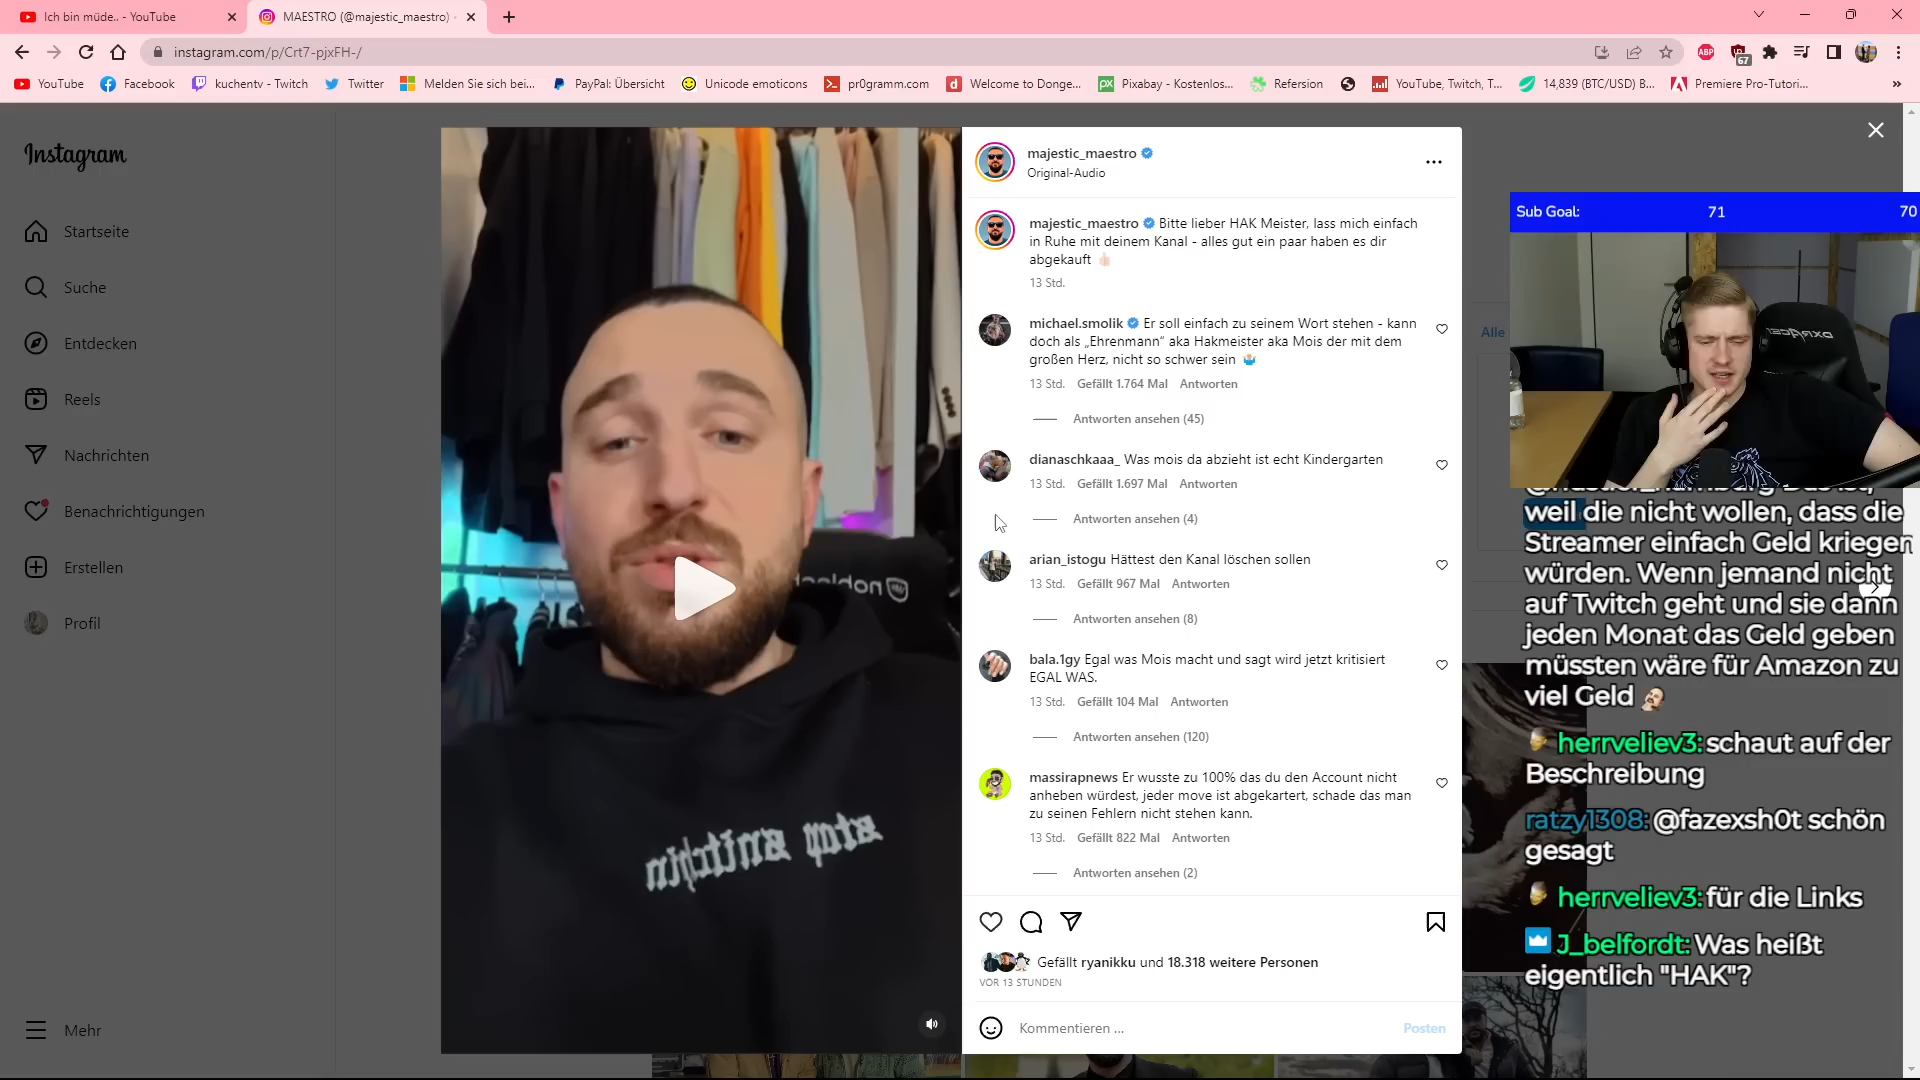 Ich bin müde.. - YouTube
MAESTRO (@majestic_maestro)
instagram.com/p/Crt7-pjxFH-/
ABP
67
YouTube
Facebook
kuchentv - Twitch
Twitter
Melden Sie sich bei...
PayPal: Übersicht
Unicode emoticons
pr0gramm.com
Welcome to Donge...
Pixabay - Kostenlos...
Refersion
YouTube, Twitch, T...
14,839 (BTC/USD) B...
Premiere Pro-Tutori...
Instagram
Startseite
Suche
Entdecken
Reels
Nachrichten
Benachrichtigungen
Erstellen
Profil
Mehr
majestic_maestro
Original-Audio
majestic_maestro Bitte lieber HAK Meister, lass mich einfach
in Ruhe mit deinem Kanal - alles gut ein paar haben es dir
abgekauft 👍🏻
13 Std.
michael.smolik Er soll einfach zu seinem Wort stehen - kann
doch als „Ehrenmann“ aka Hakmeister aka Mois der mit dem
großen Herz, nicht so schwer sein
13 Std. Gefällt 1.764 Mal Antworten
Antworten ansehen (45)
dianaschkaaa_ Was mois da abzieht ist echt Kindergarten
13 Std. Gefällt 1.697 Mal Antworten
Antworten ansehen (4)
arian_istogu Hättest den Kanal löschen sollen
13 Std. Gefällt 967 Mal Antworten
Antworten ansehen (8)
bala.1gy Egal was Mois macht und sagt wird jetzt kritisiert
EGAL WAS.
13 Std. Gefällt 104 Mal Antworten
Antworten ansehen (120)
massirapnews Er wusste zu 100% das du den Account nicht
anheben würdest, jeder move ist abgekartert, schade das man
zu seinen Fehlern nicht stehen kann.
13 Std. Gefällt 822 Mal Antworten
Antworten ansehen (2)
Gefällt ryanikku und 18.318 weitere Personen
VOR 13 STUNDEN
Kommentieren ...
Posten
Sub Goal: 71 70
Alle
DXRACER
weil die nicht wollen, dass die
Streamer einfach Geld kriegen
würden. Wenn jemand nicht
auf Twitch geht und sie dann
jeden Monat das Geld geben
müssten wäre für Amazon zu
viel Geld
herrveliev3: schaut auf der
Beschreibung
ratzy1308: @fazexsh0t schön
gesagt
herrveliev3: für die Links
J_belfordt: Was heißt
eigentlich "HAK"?